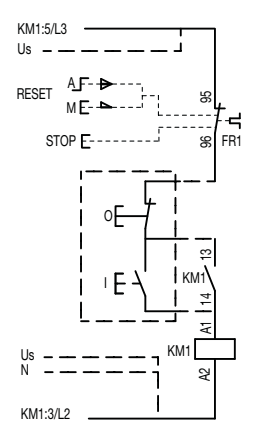 KM1:5/L3
Us
A
RESET
M
95
STOP
96
FR1
O
13
I
KM1
14
A1
KM1
Us
A2
N
KM1:3/L2